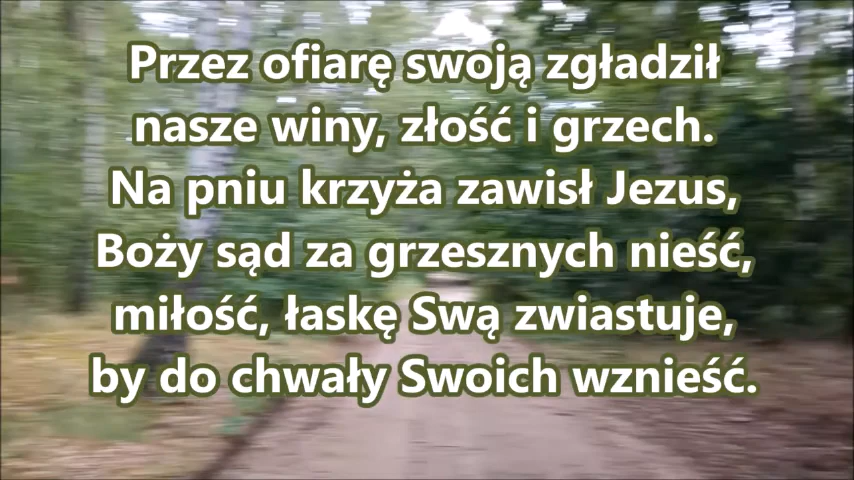 Przez ofiarę swoją zgładził
nasze winy, złość i grzech.
Na pniu krzyża zawisł Jezus,
Boży sąd za grzesznych nieść,
miłość, łaskę Swą zwiastuje,
by do chwały Swoich wznieść.